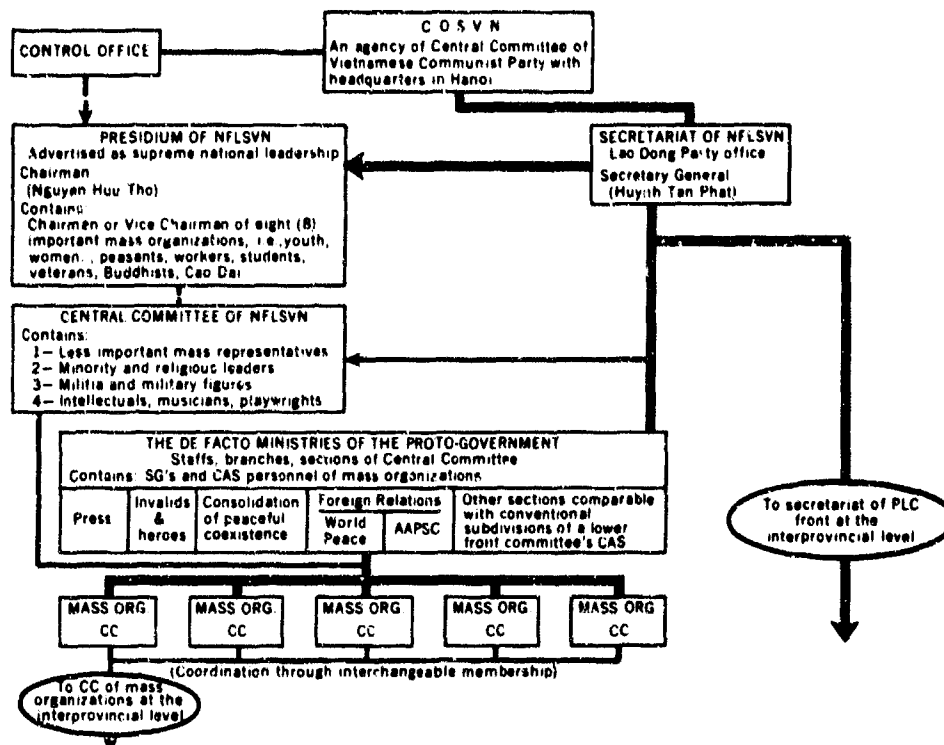 CONTROL OFFICE
COSVN
An agency of Central Committee of
Vietnamese Communist Party with
headquarters in Hanoi
PRESIDIUM OF NFLSVN
Advertised as supreme national leadership
Chairman
(Nguyen Huu Tho)
Contains:
Chairmen or Vice Chairman of eight (8)
important mass organizations, i.e., youth,
women, peasants, workers, students,
veterans, Buddhists, Cao Dai
SECRETARIAT OF NFLSVN
Lao Dong Party office
Secretary General
(Huynh Tan Phat)
CENTRAL COMMITTEE OF NFLSVN
Contains:
1— Less important mass representatives
2— Minority and religious leaders
3— Militia and military figures
4— Intellectuals, musicians, playwrights
THE DE FACTO MINISTRIES OF THE PROTO-GOVERNMENT
Staffs, branches, sections of Central Committee
Contains: SG's and CAS personnel of mass organizations
Press
Invalids
&
heroes
Consolidation
of peaceful
coexistence
Foreign Relations
World
Peace
AAPSC
Other sections comparable
with conventional
subdivisions of a lower
front committee's CAS
To secretariat of PLC
front at the
interprovincial level
MASS ORG
CC
MASS ORG.
CC
MASS ORG
CC
MASS ORG
CC
MASS ORG
CC
(Coordination through interchangeable membership)
To CC of mass
organizations at the
interprovincial level